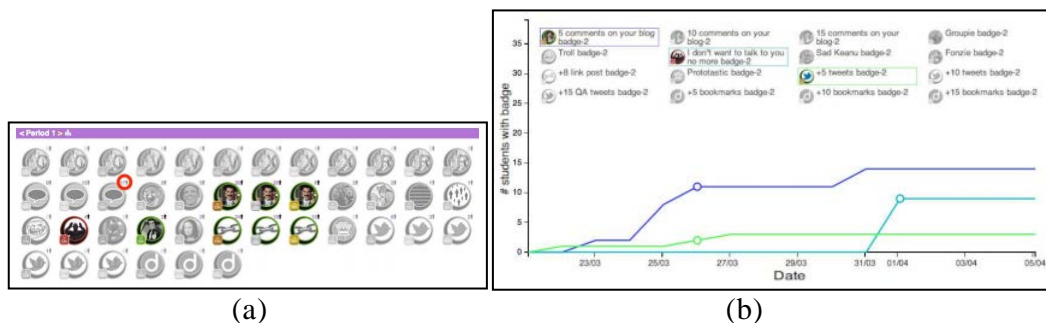 < Period 1 >
(a)
5 comments on your blog
badge-2
10 comments on your
blog-2
15 comments on your
blog badge-2
Groupie badge-2
Troll badge-2
I don't want to talk to you
no more badge-2
Sad Keanu badge-2
Fonzie badge-2
+8 link post badge-2
Prototastic badge-2
+5 tweets badge-2
+10 tweets badge-2
+15 QA tweets badge-2
+5 bookmarks badge-2
+10 bookmarks badge-2
+15 bookmarks badge-2
# students with badge
35
30
25
20
15
10
5
0
23/03
25/03
27/03
29/03
31/03
01/04
03/04
05/04
Date
(b)